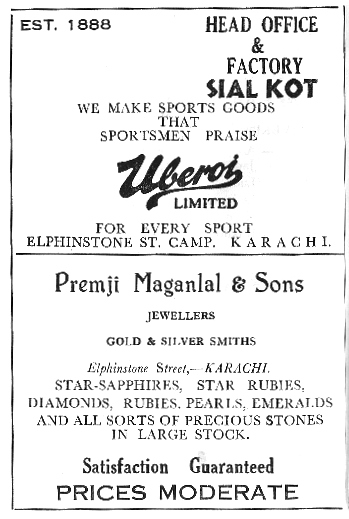 EST. 1888
HEAD OFFICE
&
FACTORY
SIALKOT
WE MAKE SPORTS GOODS
THAT
SPORTSMEN PRAISE
Uberoi
LIMITED
FOR EVERY SPORT
ELPHINSTONE ST. CAMP. KARACHI.
Premji Maganlal & Sons
JEWELLERS
GOLD & SILVER SMITHS
Elphinstone Street,—KARACHI.
STAR-SAPPHIRES, STAR RUBIES,
DIAMONDS, RUBIES, PEARLS, EMERALDS
AND ALL SORTS OF PRECIOUS STONES
IN LARGE STOCK.
Satisfaction Guaranteed
PRICES MODERATE